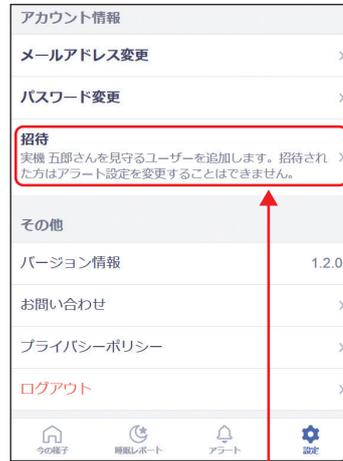 アカウント情報
メールアドレス変更
パスワード変更
招待
実機 五郎さんを見守るユーザーを追加します。招待され
た方はアラート設定を変更することはできません。
その他
バージョン情報 1.2.0
お問い合わせ
プライバシーポリシー
ログアウト
今の様子 睡眠レポート アラート 設定